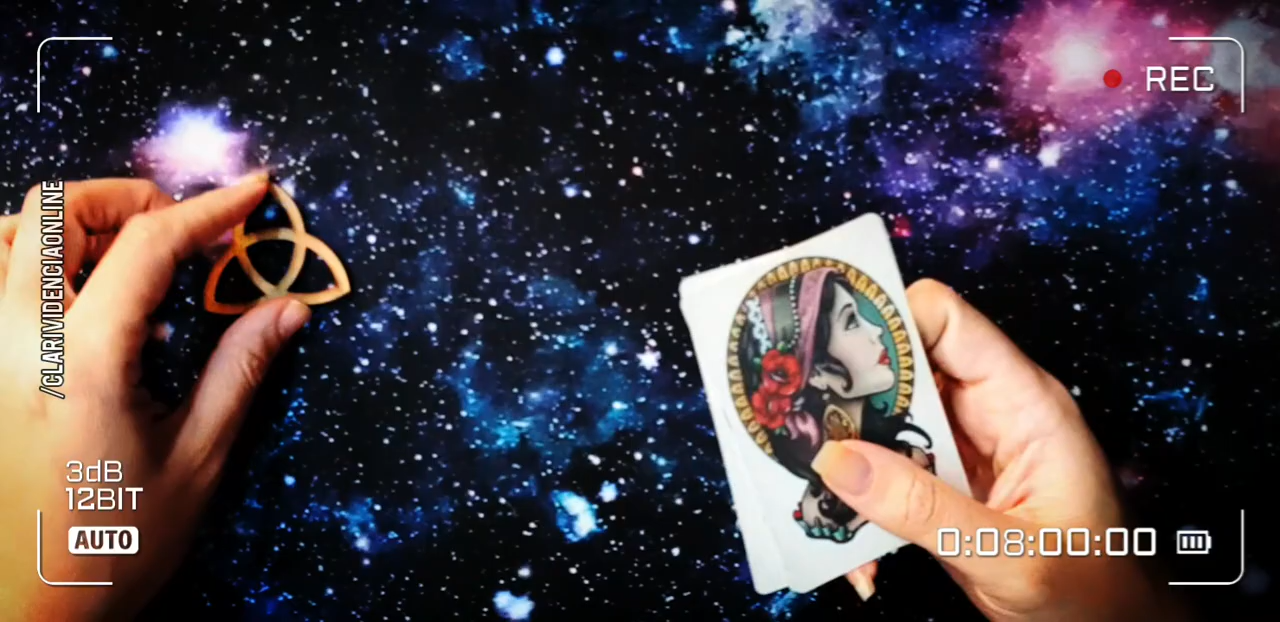 REC
/CLARIVIDENCIAONLINE
3dB
12BIT
AUTO
0:08:00:00